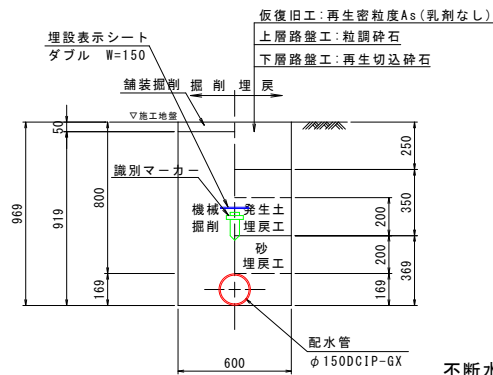 仮復旧工:再生密粒度As(乳剤なし)
上層路盤工:粒調砕石
下層路盤工:再生切込砕石
埋設表示シート
ダブル W=150
舗装掘削 掘削 埋戻
▽施工地盤
50
250
識別マーカー
969
919
800
機械 発生土
掘削 埋戻工
200
350
砂
埋戻工
200
369
169
169
配水管
φ150DCIP-GX
600
不断水